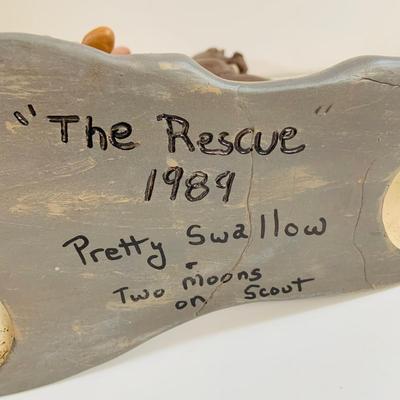 "The Rescue"
1989
Pretty Swallow
+
Two Moons
on Scout